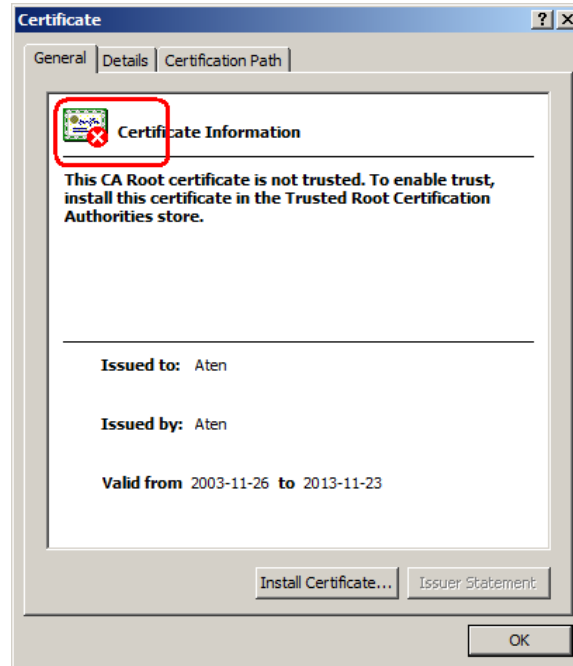 Certificate
General Details Certification Path
Certificate Information
This CA Root certificate is not trusted. To enable trust,
install this certificate in the Trusted Root Certification
Authorities store.
Issued to: Aten
Issued by: Aten
Valid from 2003-11-26 to 2013-11-23
Install Certificate... Issuer Statement
OK